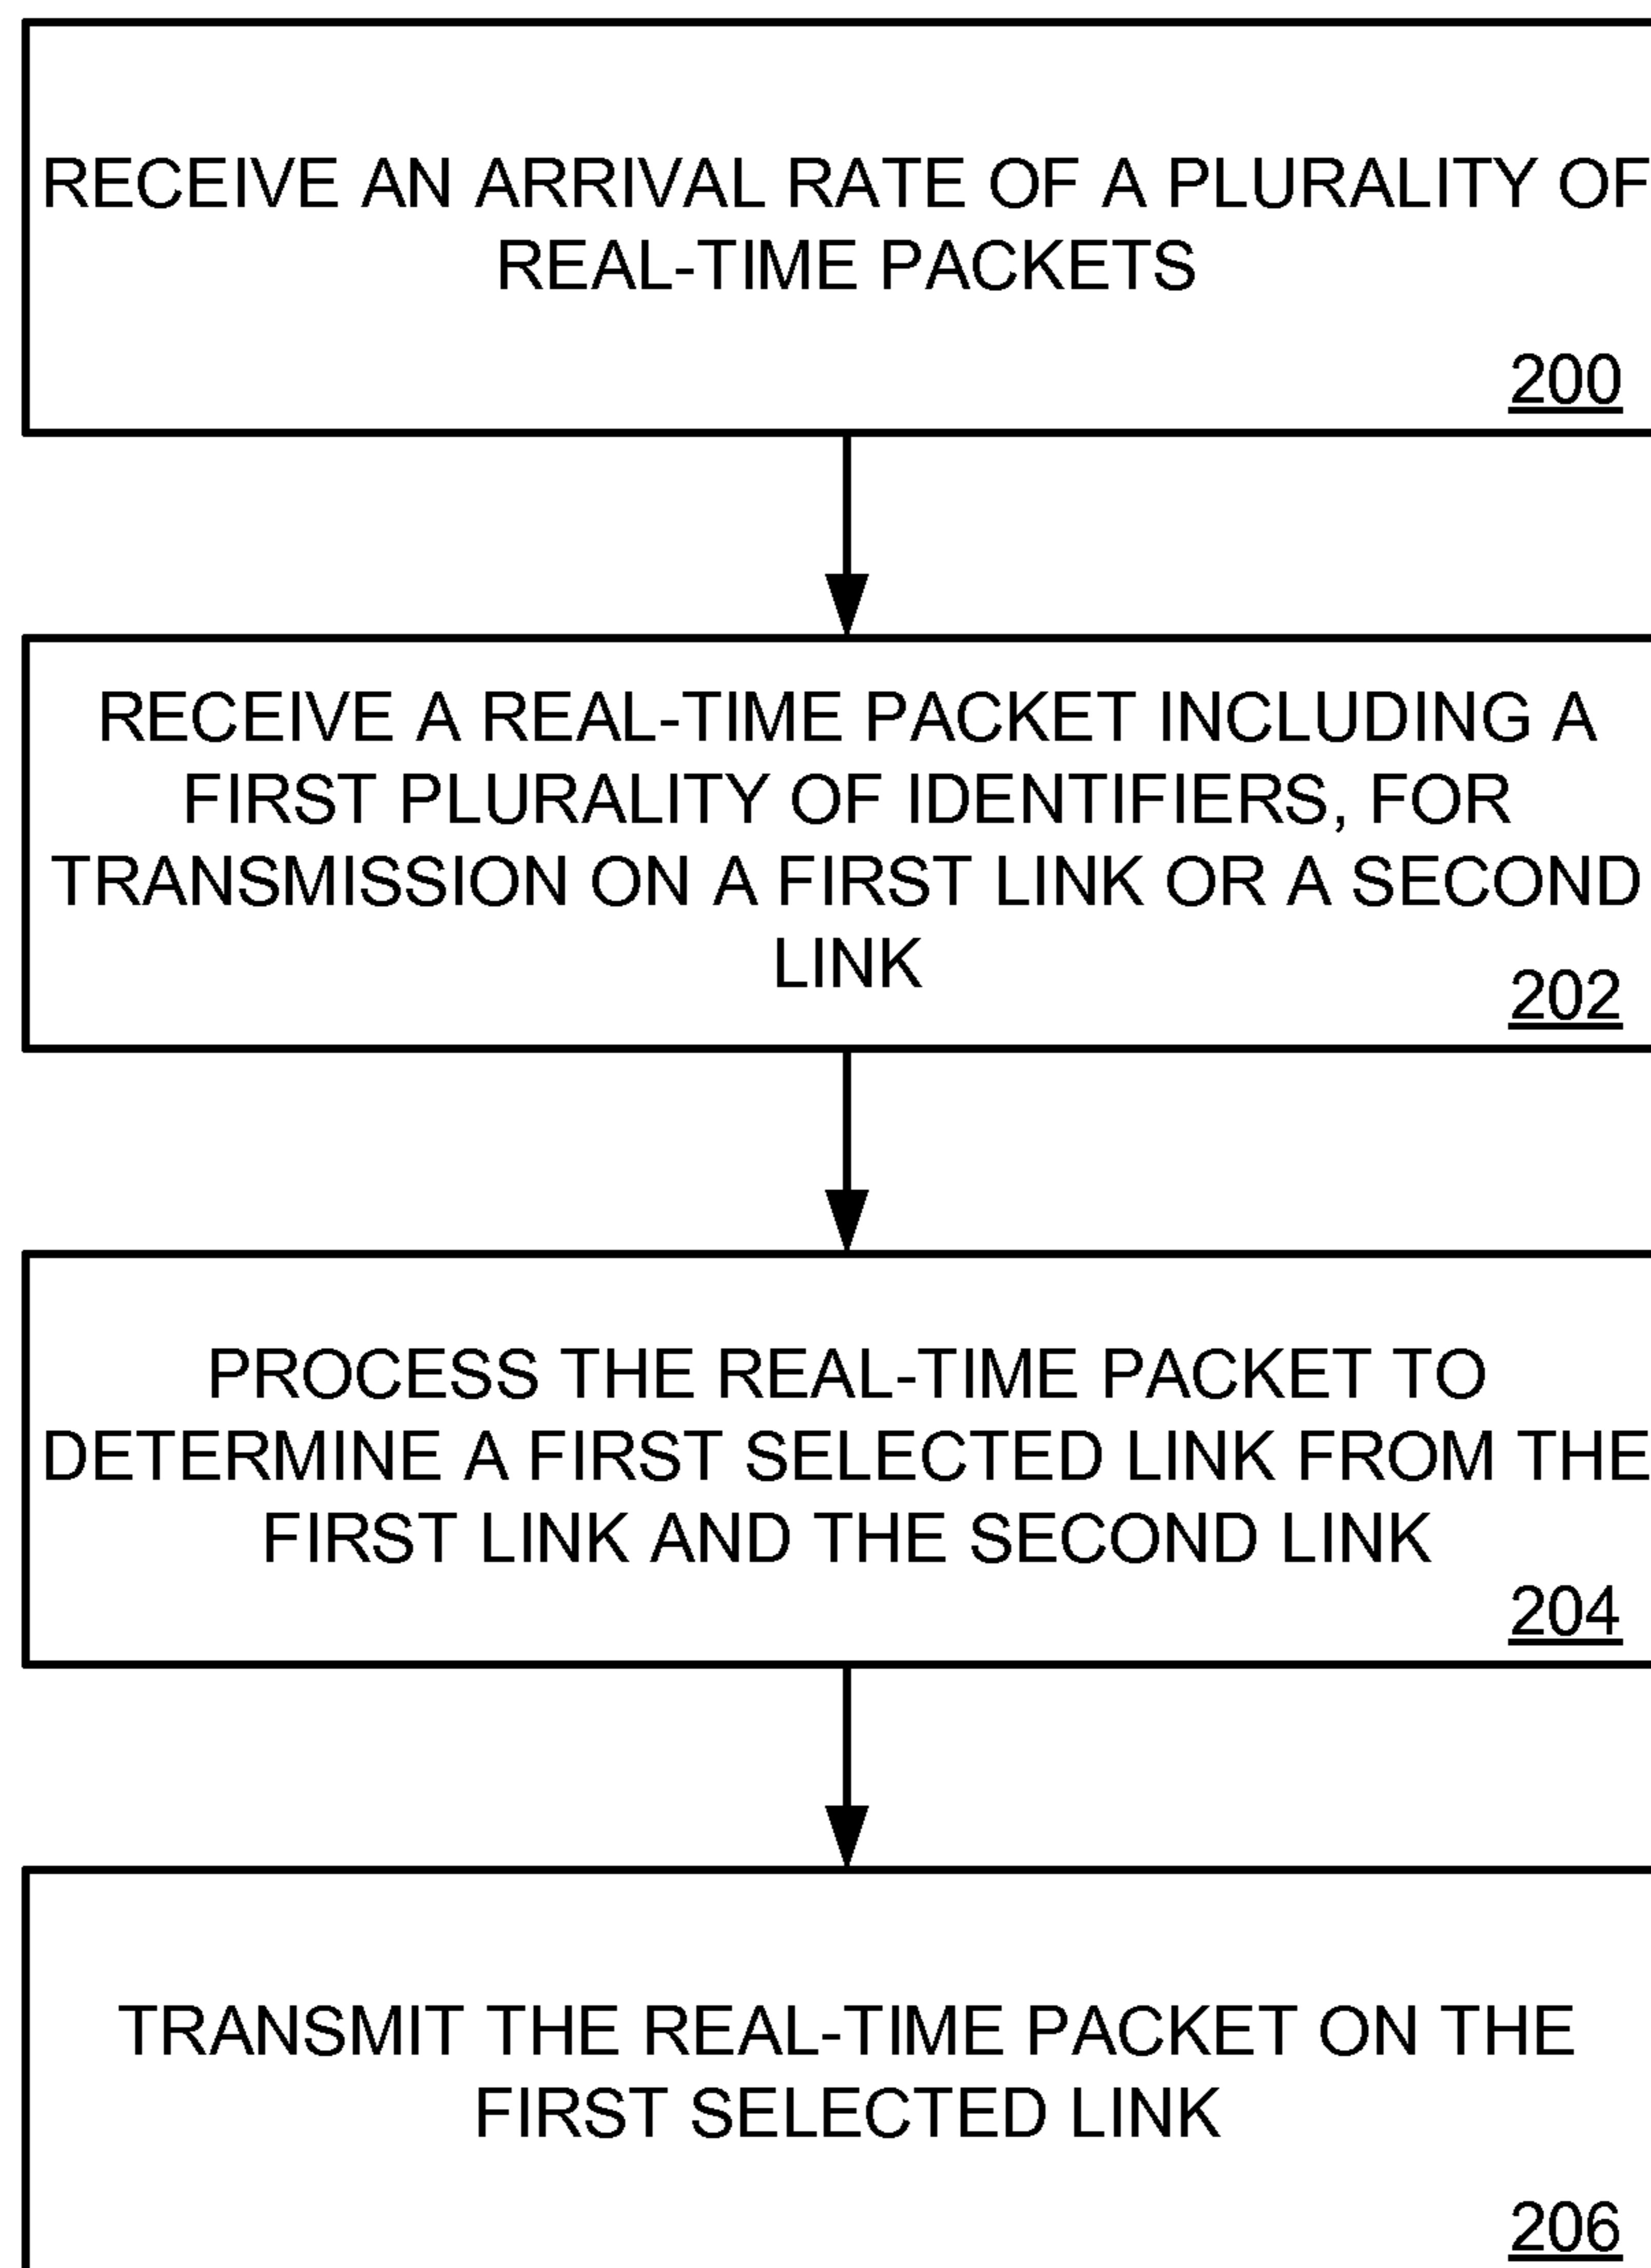 RECEIVE AN ARRIVAL RATE OF A PLURALITY OF
REAL-TIME PACKETS
200
RECEIVE A REAL-TIME PACKET INCLUDING A
FIRST PLURALITY OF IDENTIFIERS, FOR
TRANSMISSION ON A FIRST LINK OR A SECOND
LINK
202
PROCESS THE REAL-TIME PACKET TO
DETERMINE A FIRST SELECTED LINK FROM THE
FIRST LINK AND THE SECOND LINK
204
TRANSMIT THE REAL-TIME PACKET ON THE
FIRST SELECTED LINK
206